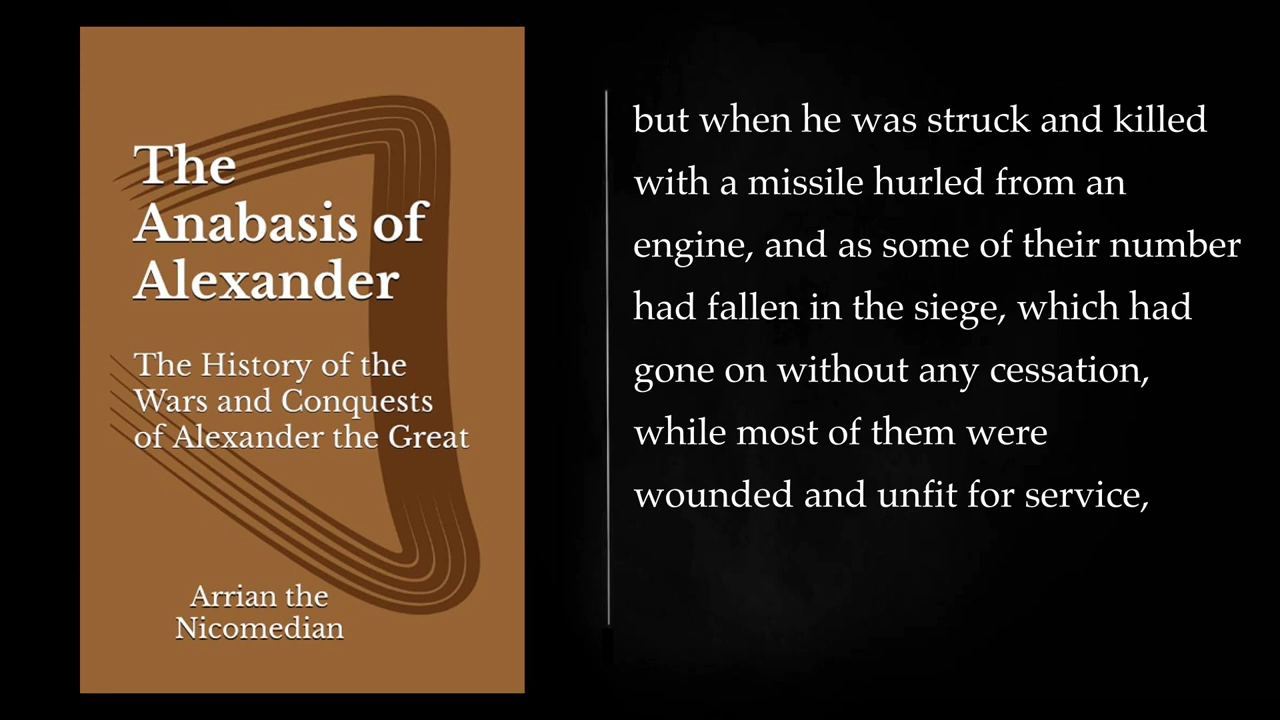 The
Anabasis of
Alexander
The History of the
Wars and Conquests
of Alexander the Great
Arrian the
Nicomedian
but when he was struck and killed
with a missile hurled from an
engine, and as some of their number
had fallen in the siege, which had
gone on without any cessation,
while most of them were
wounded and unfit for service,